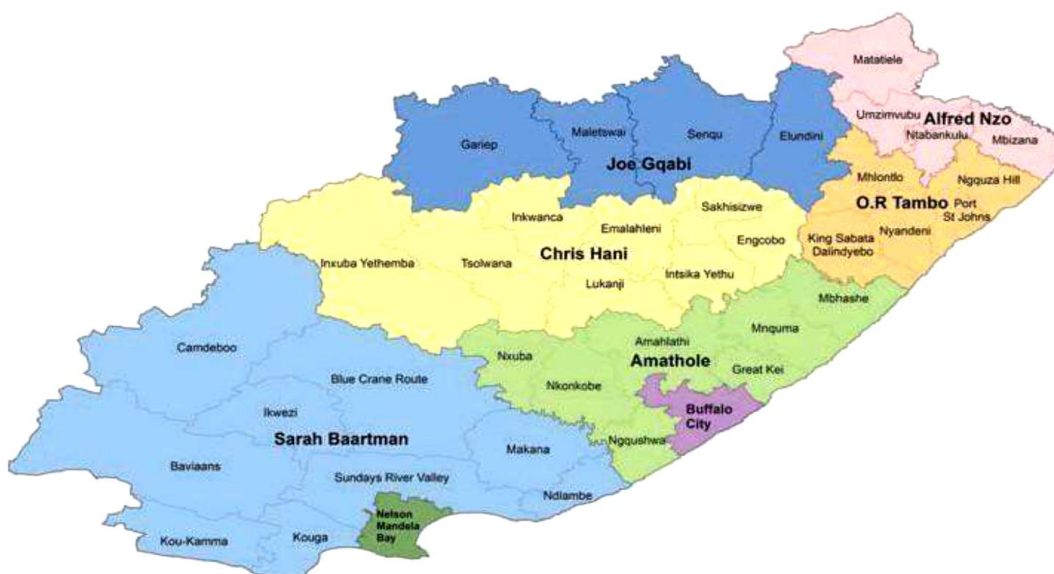 Matatiele
Umzimvubu
Alfred Nzo
Ntabankulu
Mbizana
Gariep
Maletswai
Senqu
Elundini
Joe Gqabi
Mhlontlo
Ngquza Hill
O.R Tambo
Port
St Johns
King Sabata
Dalindyebo
Nyandeni
Inkwanca
Sakhisizwe
Emalahleni
Engcobo
Chris Hani
Inxuba Yethemba
Tsolwana
Intsika Yethu
Lukanji
Mbhashe
Mnquma
Amahlathi
Nxuba
Amathole
Great Kei
Nkonkobe
Buffalo
City
Ngqushwa
Camdeboo
Blue Crane Route
Ikwezi
Sarah Baartman
Makana
Baviaans
Sundays River Valley
Ndlambe
Nelson
Mandela
Bay
Kou-Kamma
Kouga